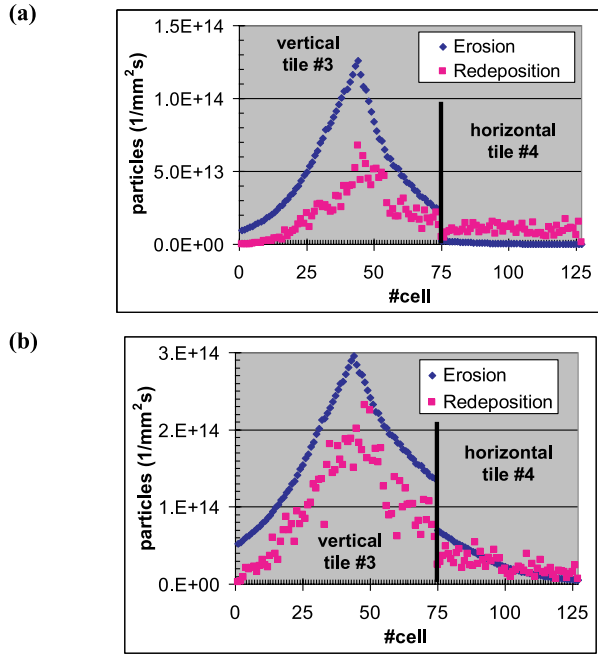 (a)
1.5E+14
1.0E+14
5.0E+13
0.0E+00
particles (1/mm²s)
vertical
tile #3
Erosion
Redeposition
horizontal
tile #4
0 25 50 75 100 125
#cell
(b)
3.E+14
2.E+14
1.E+14
0.E+00
particles (1/mm²s)
Erosion
Redeposition
horizontal
tile #4
vertical
tile #3
0 25 50 75 100 125
#cell